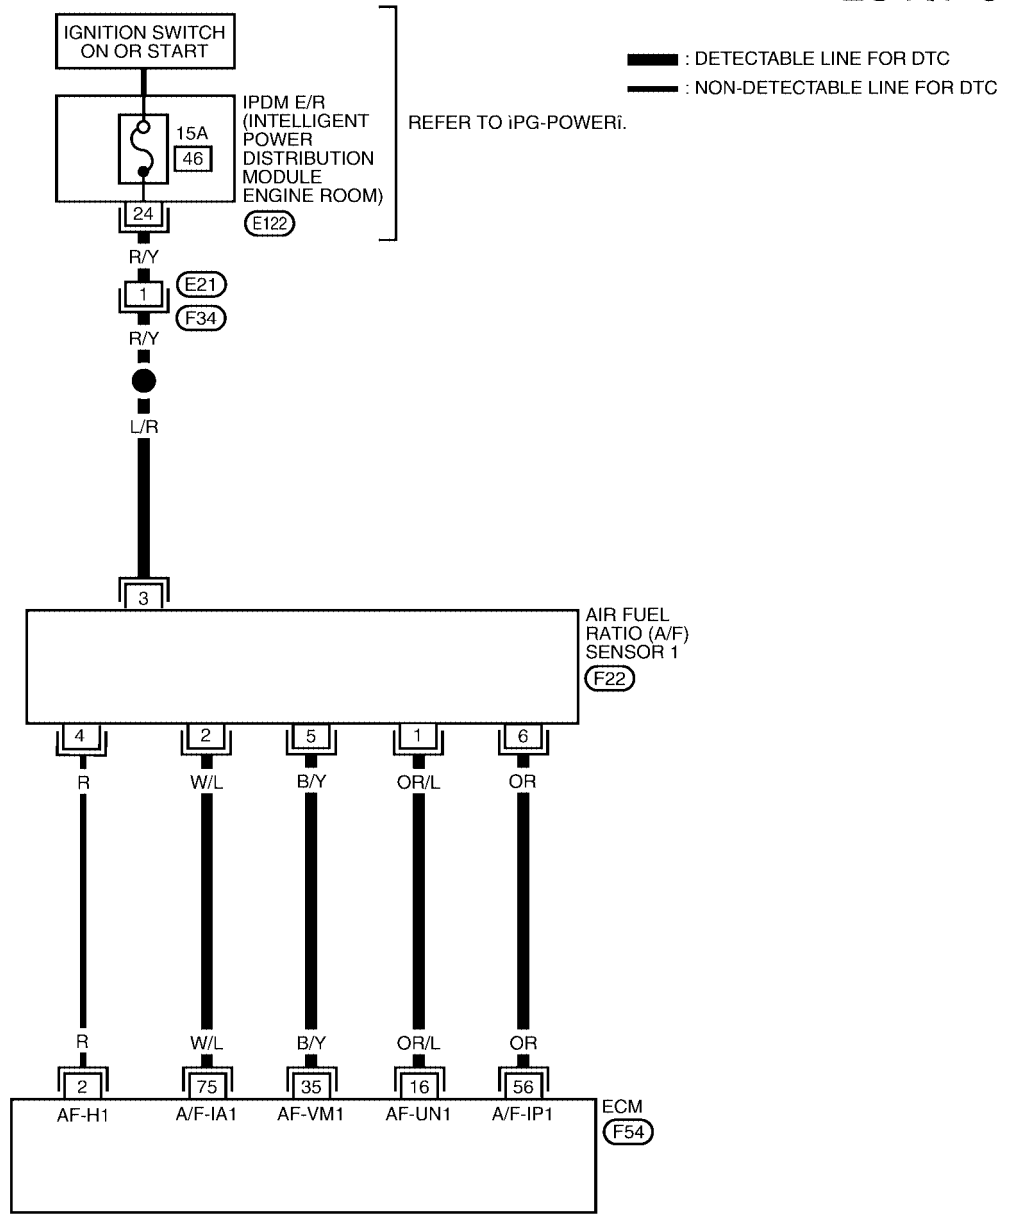 IGNITION SWITCH
ON OR START
: DETECTABLE LINE FOR DTC
: NON-DETECTABLE LINE FOR DTC
IPDM E/R
(INTELLIGENT
POWER
DISTRIBUTION
MODULE
ENGINE ROOM)
15A
46
REFER TO ìPG-POWERî.
24
E122
R/Y
1
E21
F34
R/Y
L/R
3
AIR FUEL
RATIO (A/F)
SENSOR 1
F22
4 2 5 1 6
R W/L B/Y OR/L OR
R W/L B/Y OR/L OR
2 75 35 16 56
AF-H1 A/F-IA1 AF-VM1 AF-UN1 A/F-IP1
ECM
F54